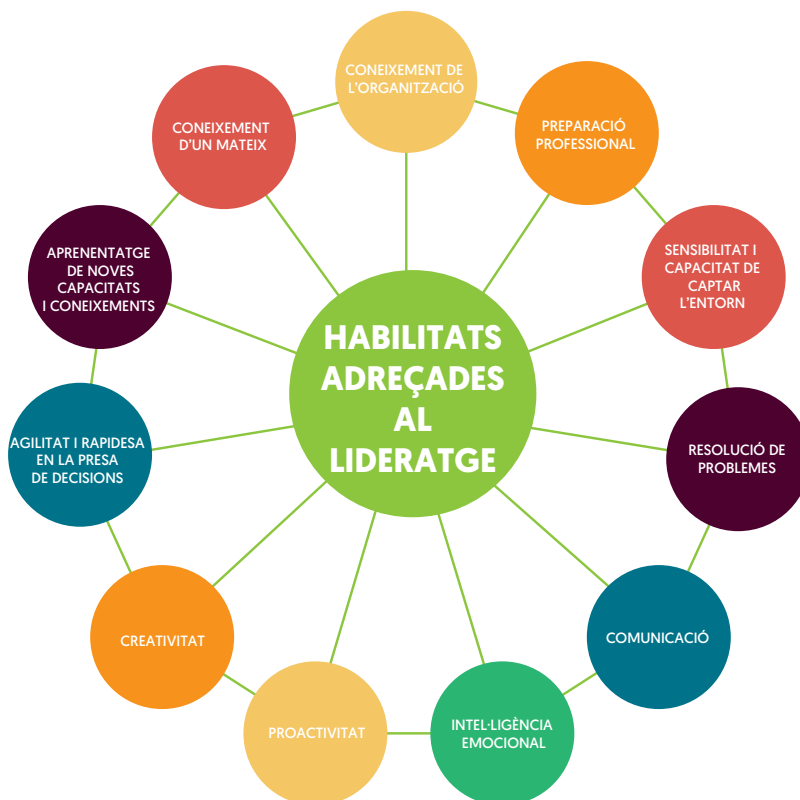 CONEIXEMENT DE
L'ORGANITZACIÓ
PREPARACIÓ
PROFESSIONAL
SENSIBILITAT I
CAPACITAT DE
CAPTAR
L'ENTORN
RESOLUCIÓ DE
PROBLEMES
COMUNICACIÓ
INTEL·LIGÈNCIA
EMOCIONAL
PROACTIVITAT
CREATIVITAT
AGILITAT I RAPIDESA
EN LA PRESA
DE DECISIONS
APRENENTATGE
DE NOVES
CAPACITATS
I CONEIXEMENTS
CONEIXEMENT
D'UN MATEIX
HABILITATS
ADREÇADES
AL
LIDERATGE